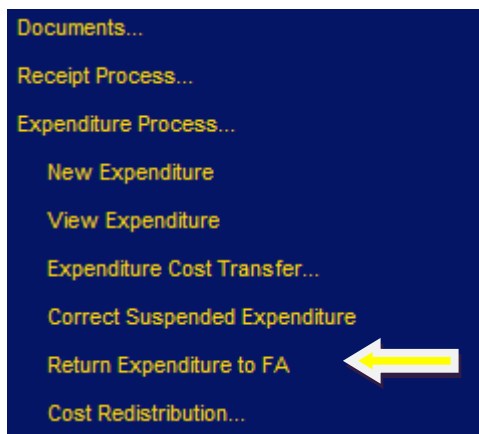 Documents...
Receipt Process...
Expenditure Process...
New Expenditure
View Expenditure
Expenditure Cost Transfer...
Correct Suspended Expenditure
Return Expenditure to FA
Cost Redistribution...